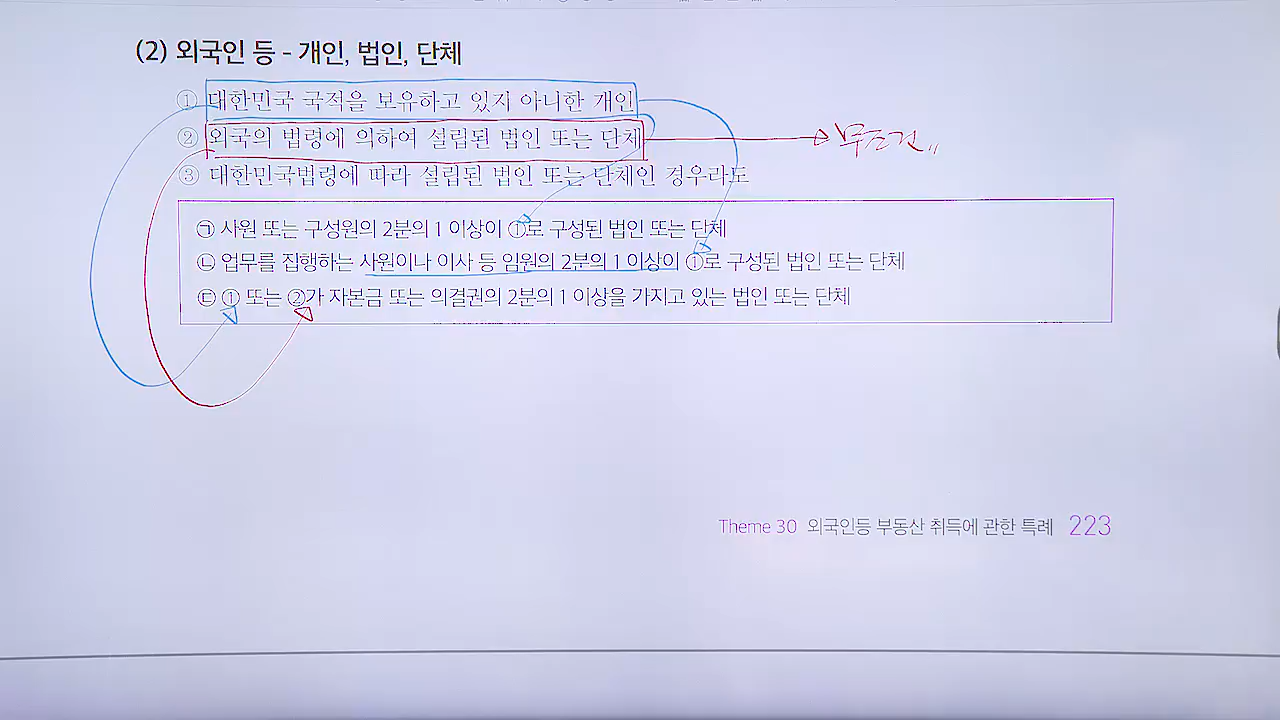 (2) 외국인 등 - 개인, 법인, 단체
① 대한민국 국적을 보유하고 있지 아니한 개인
② 외국의 법령에 의하여 설립된 법인 또는 단체 무조건
③ 대한민국법령에 따라 설립된 법인 또는 단체인 경우라도
㉠ 사원 또는 구성원의 2분의 1 이상이 ①로 구성된 법인 또는 단체
㉡ 업무를 집행하는 사원이나 이사 등 임원의 2분의 1 이상이 ①로 구성된 법인 또는 단체
㉢ ① 또는 ②가 자본금 또는 의결권의 2분의 1 이상을 가지고 있는 법인 또는 단체
Theme 30 외국인등 부동산 취득에 관한 특례 223